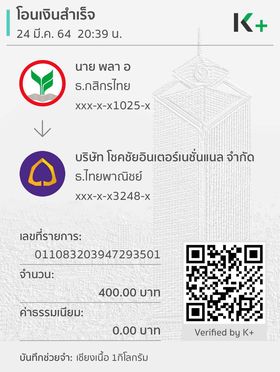 โอนเงินสำเร็จ
24 มี.ค. 64 20:39 น.
K+
นาย พลา อ
ธ.กสิกรไทย
xxx-x-x1025-x
บริษัท โชคชัยอินเตอร์เนชั่นแนล จำกัด
ธ.ไทยพาณิชย์
xxx-x-x3248-x
เลขที่รายการ:
011083203947293501
จำนวน:
400.00 บาท
ค่าธรรมเนียม:
0.00 บาท
Verified by K+
บันทึกช่วยจำ: เชียงเนื้อ 1กิโลกรัม